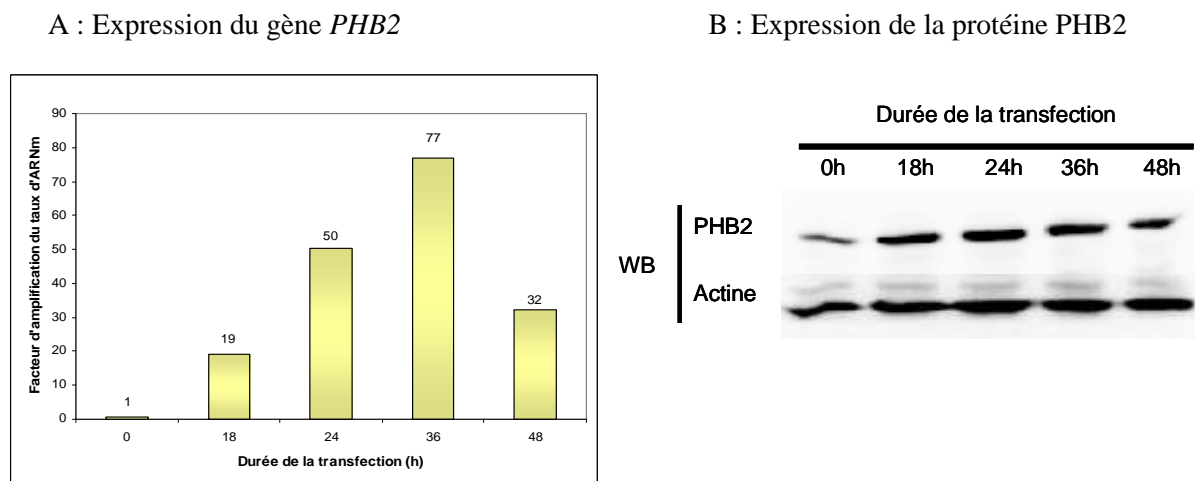 A : Expression du gène PHB2
B : Expression de la protéine PHB2
Facteur d'amplification du taux d'ARNm
90
80
70
60
50
40
30
20
10
0
1
19
50
77
32
0
18
24
36
48
Durée de la transfection (h)
Durée de la transfection
0h 18h 24h 36h 48h
WB
PHB2
Actine